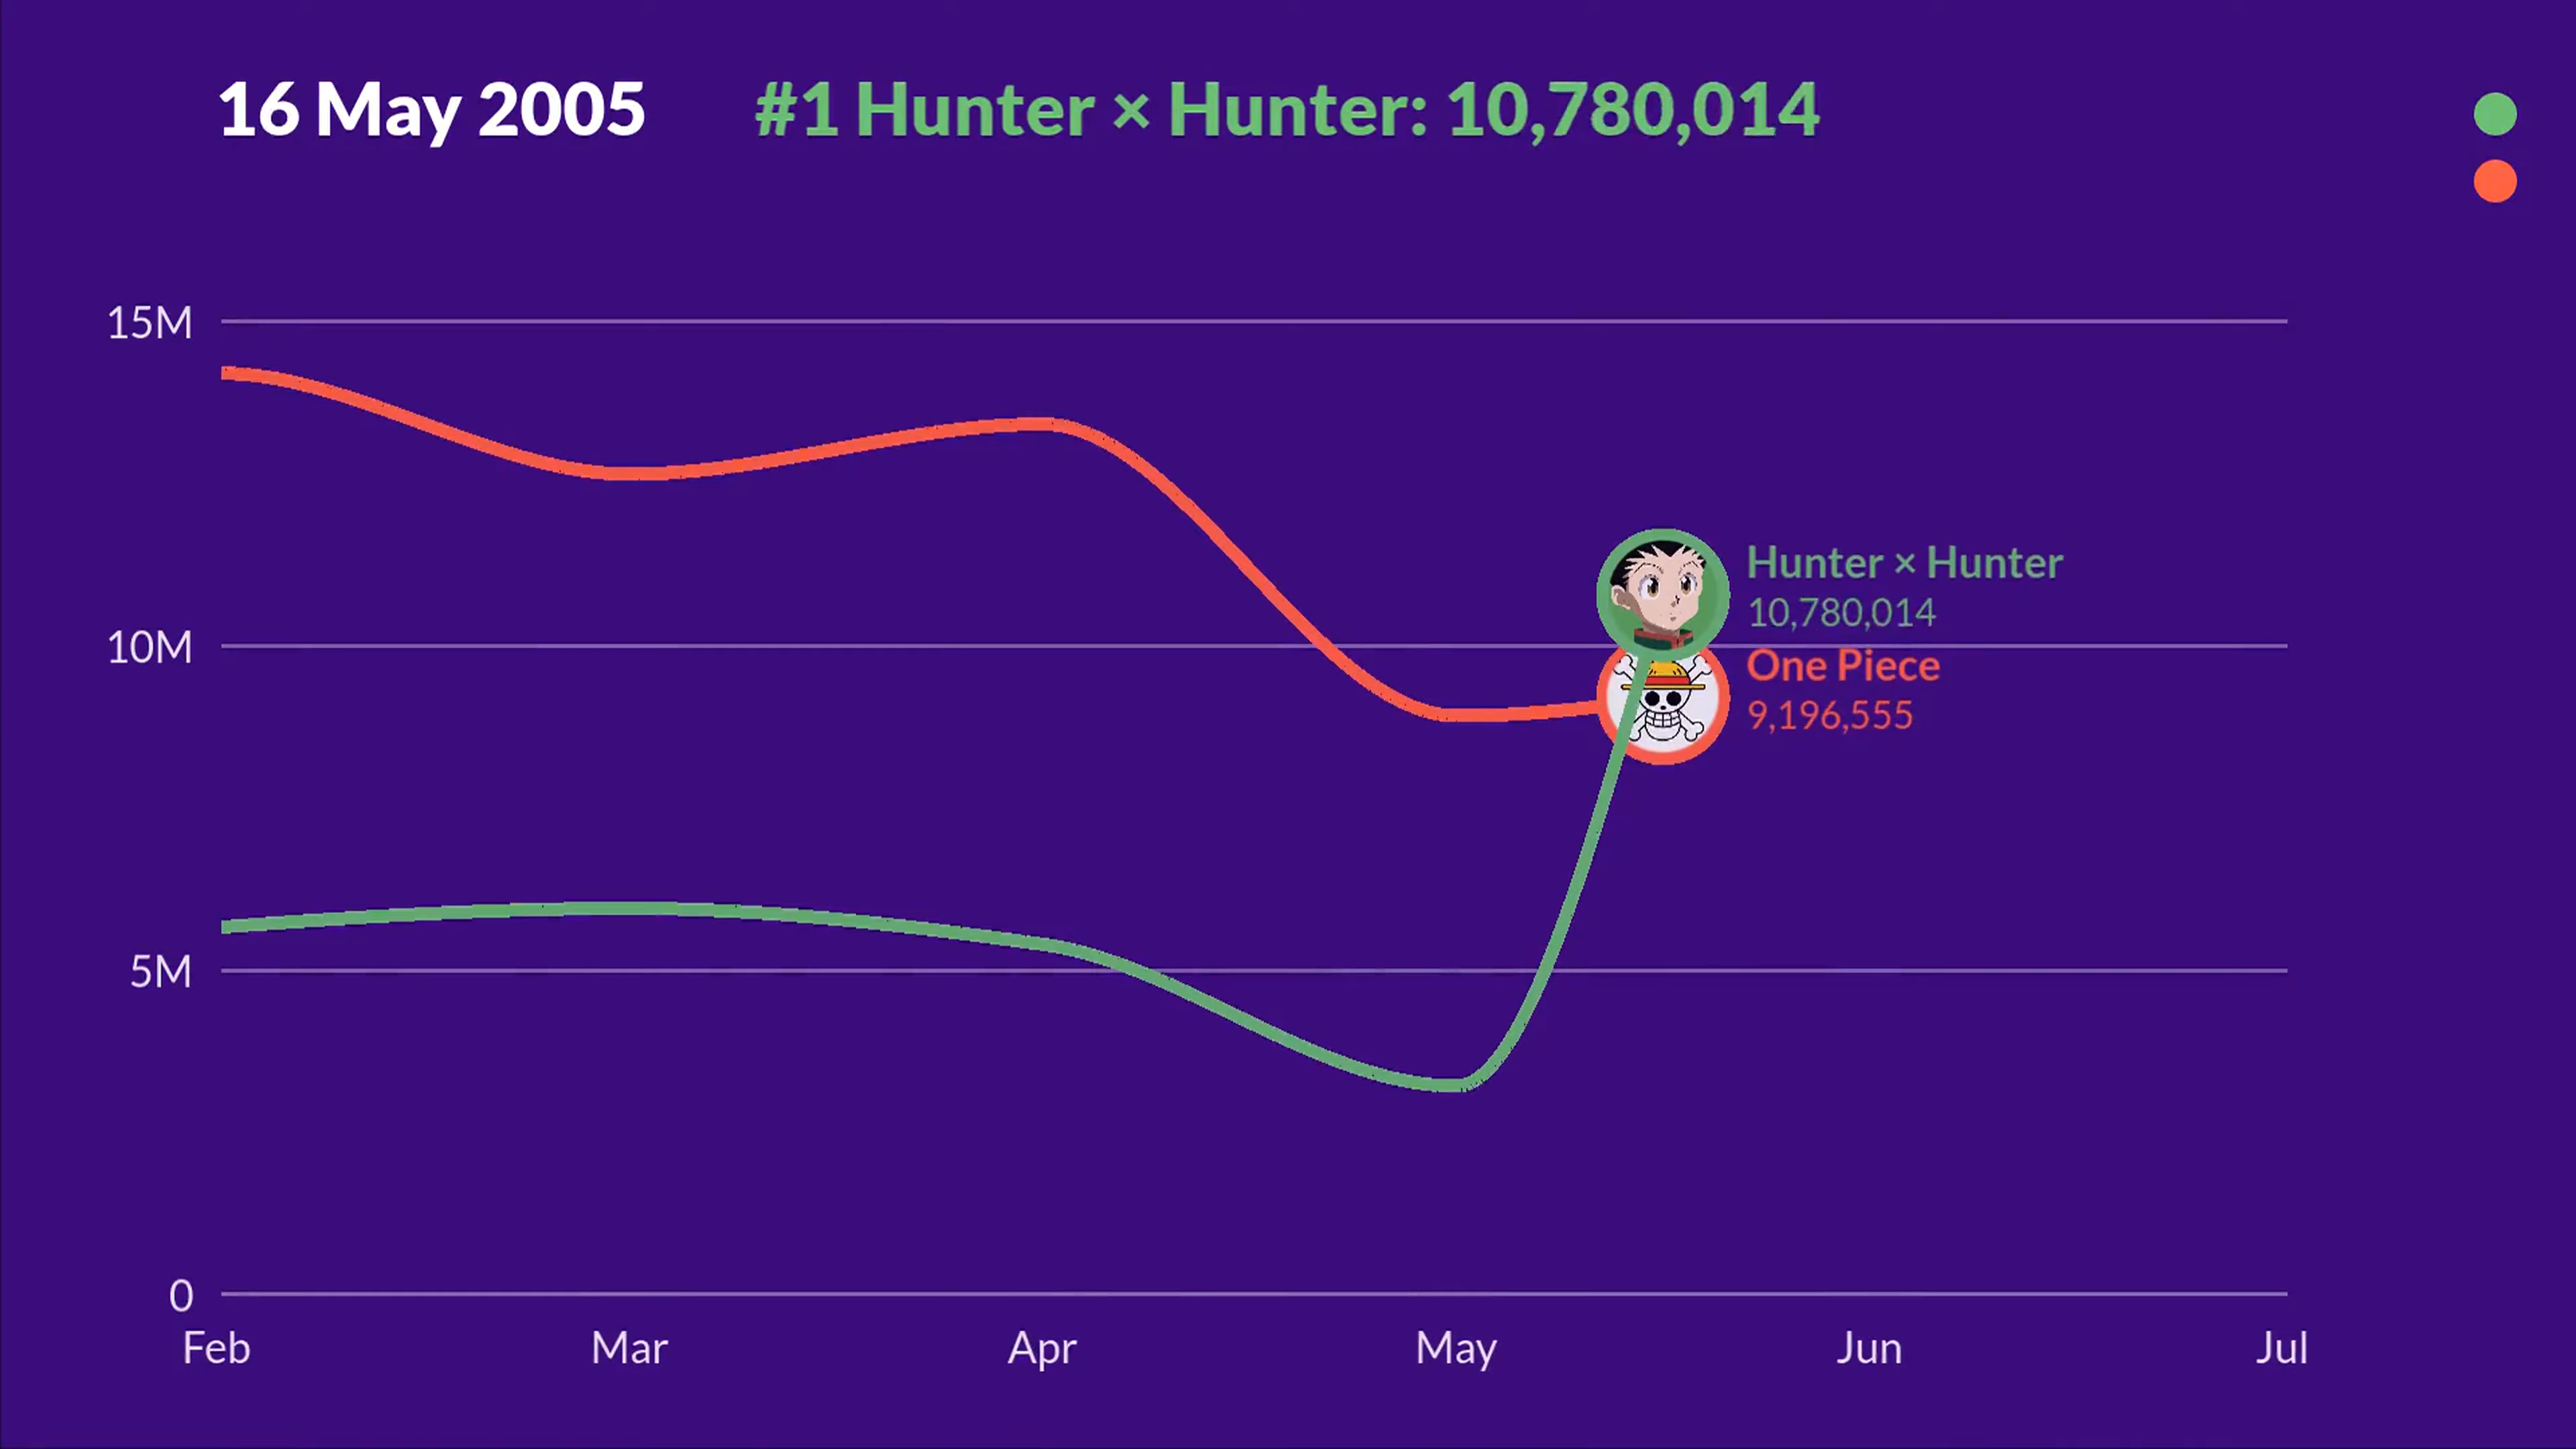 16 May 2005
#1 Hunter × Hunter: 10,780,014
15M
10M
5M
0
Hunter × Hunter
10,780,014
One Piece
9,196,555
Feb
Mar
Apr
May
Jun
Jul